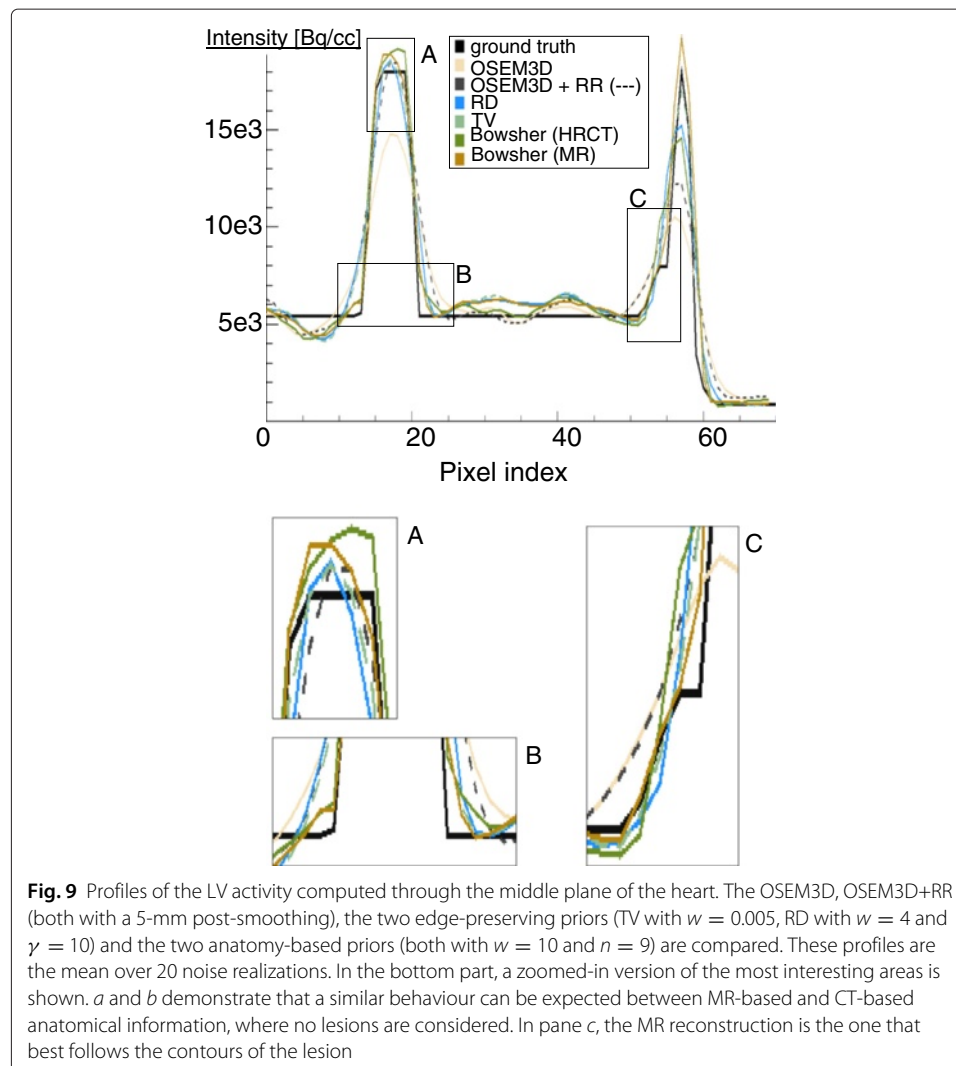 Intensity [Bq/cc]
A
ground truth
OSEM3D
OSEM3D + RR (---)
RD
TV
Bowsher (HRCT)
Bowsher (MR)
15e3
C
10e3
B
5e3
0 20 40 60
Pixel index
A
C
B
Fig. 9 Profiles of the LV activity computed through the middle plane of the heart. The OSEM3D, OSEM3D+RR
(both with a 5-mm post-smoothing), the two edge-preserving priors (TV with w = 0.005, RD with w = 4 and
γ = 10) and the two anatomy-based priors (both with w = 10 and n = 9) are compared. These profiles are
the mean over 20 noise realizations. In the bottom part, a zoomed-in version of the most interesting areas is
shown. a and b demonstrate that a similar behaviour can be expected between MR-based and CT-based
anatomical information, where no lesions are considered. In pane c, the MR reconstruction is the one that
best follows the contours of the lesion